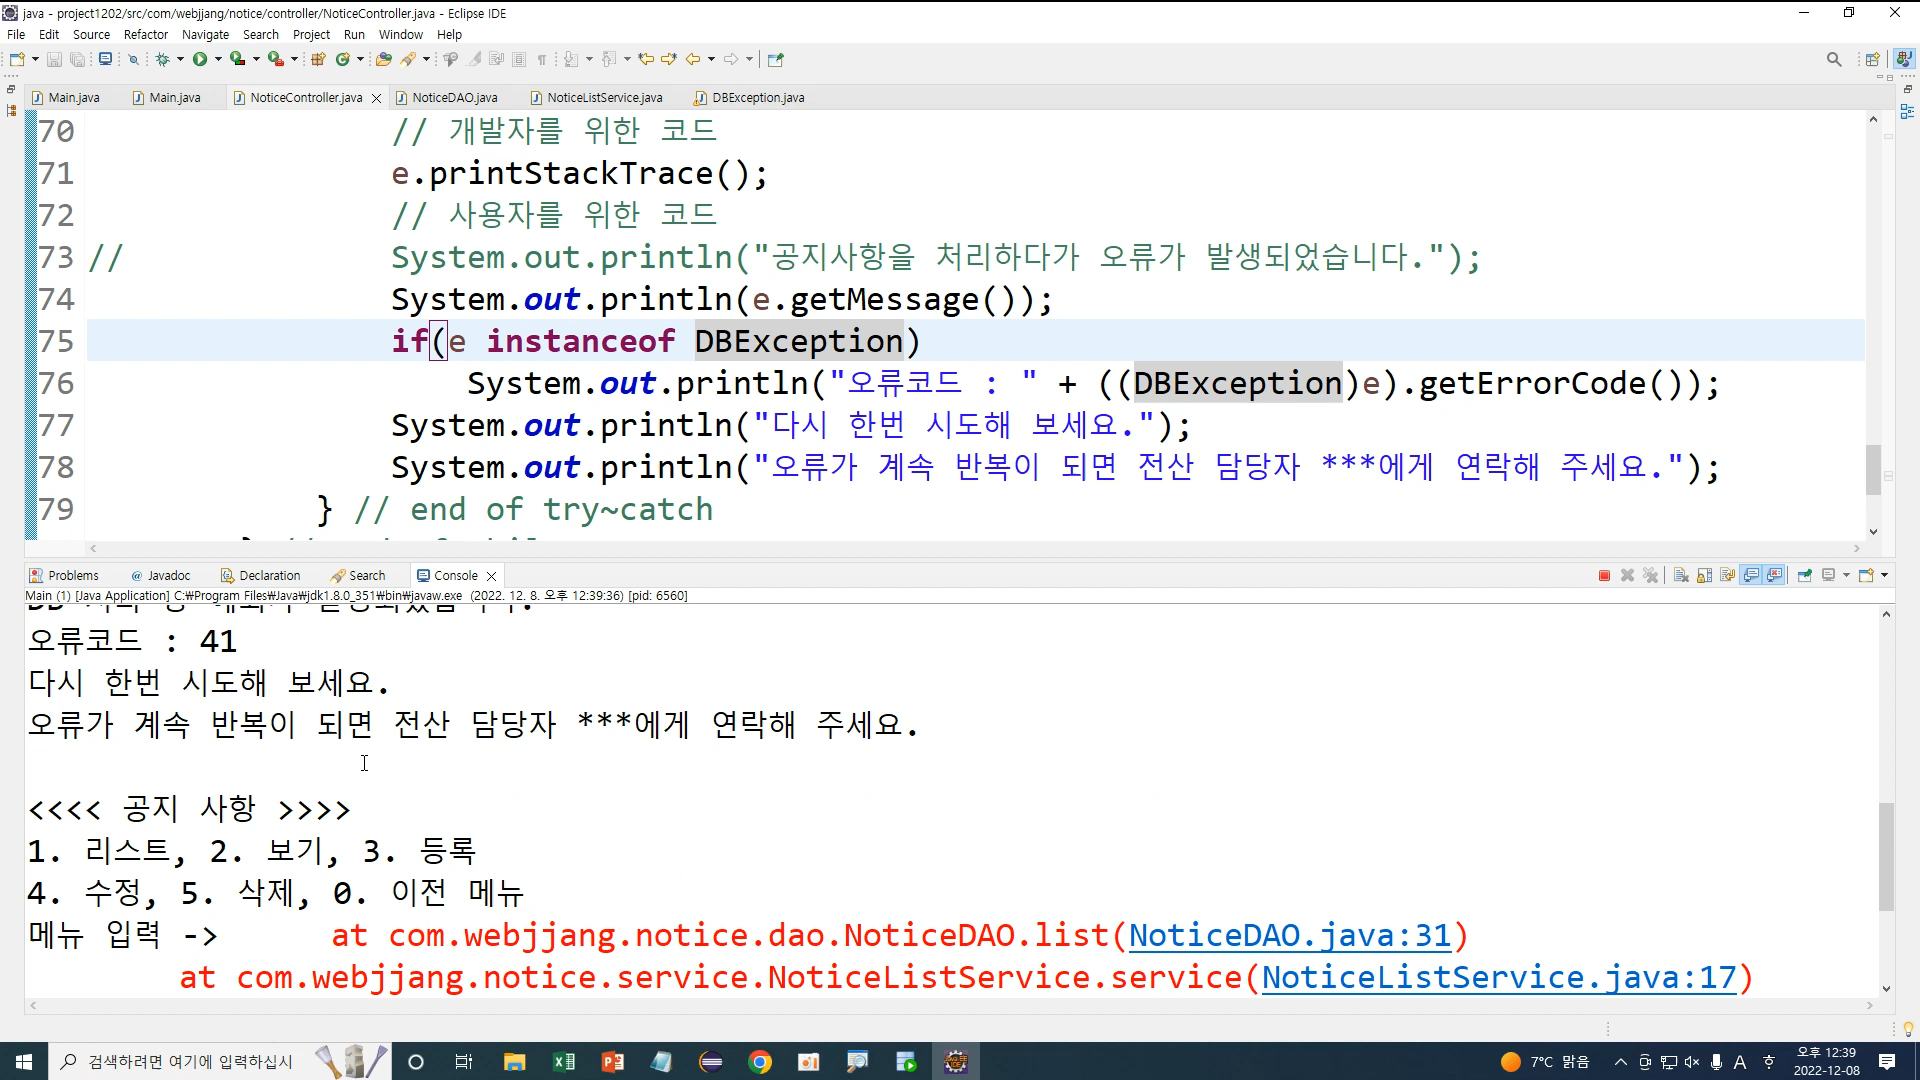 java - project1202/src/com/webjjang/notice/controller/NoticeController.java - Eclipse IDE
File Edit Source Refactor Navigate Search Project Run Window Help
Main.java Main.java NoticeController.java NoticeDAO.java NoticeListService.java DBException.java
70 // 개발자를 위한 코드
71 e.printStackTrace();
72 // 사용자를 위한 코드
73 // System.out.println("공지사항을 처리하다가 오류가 발생되었습니다.");
74 System.out.println(e.getMessage());
75 if(e instanceof DBException)
76 System.out.println("오류코드 : " + ((DBException)e).getErrorCode());
77 System.out.println("다시 한번 시도해 보세요.");
78 System.out.println("오류가 계속 반복이 되면 전산 담당자 ***에게 연락해 주세요.");
79 } // end of try~catch
Problems Javadoc Declaration Search Console
Main (1) [Java Application] C:₩Program Files₩Java₩jdk1.8.0_351₩bin₩javaw.exe (2022. 12. 8. 오후 12:39:36) [pid: 6560]
오류코드 : 41
다시 한번 시도해 보세요.
오류가 계속 반복이 되면 전산 담당자 ***에게 연락해 주세요.
<<<< 공지 사항 >>>>
1. 리스트, 2. 보기, 3. 등록
4. 수정, 5. 삭제, 0. 이전 메뉴
메뉴 입력 -> at com.webjjang.notice.dao.NoticeDAO.list(NoticeDAO.java:31)
at com.webjjang.notice.service.NoticeListService.service(NoticeListService.java:17)
검색하려면 여기에 입력하십시
7°C 맑음
A
오후 12:39
2022-12-08